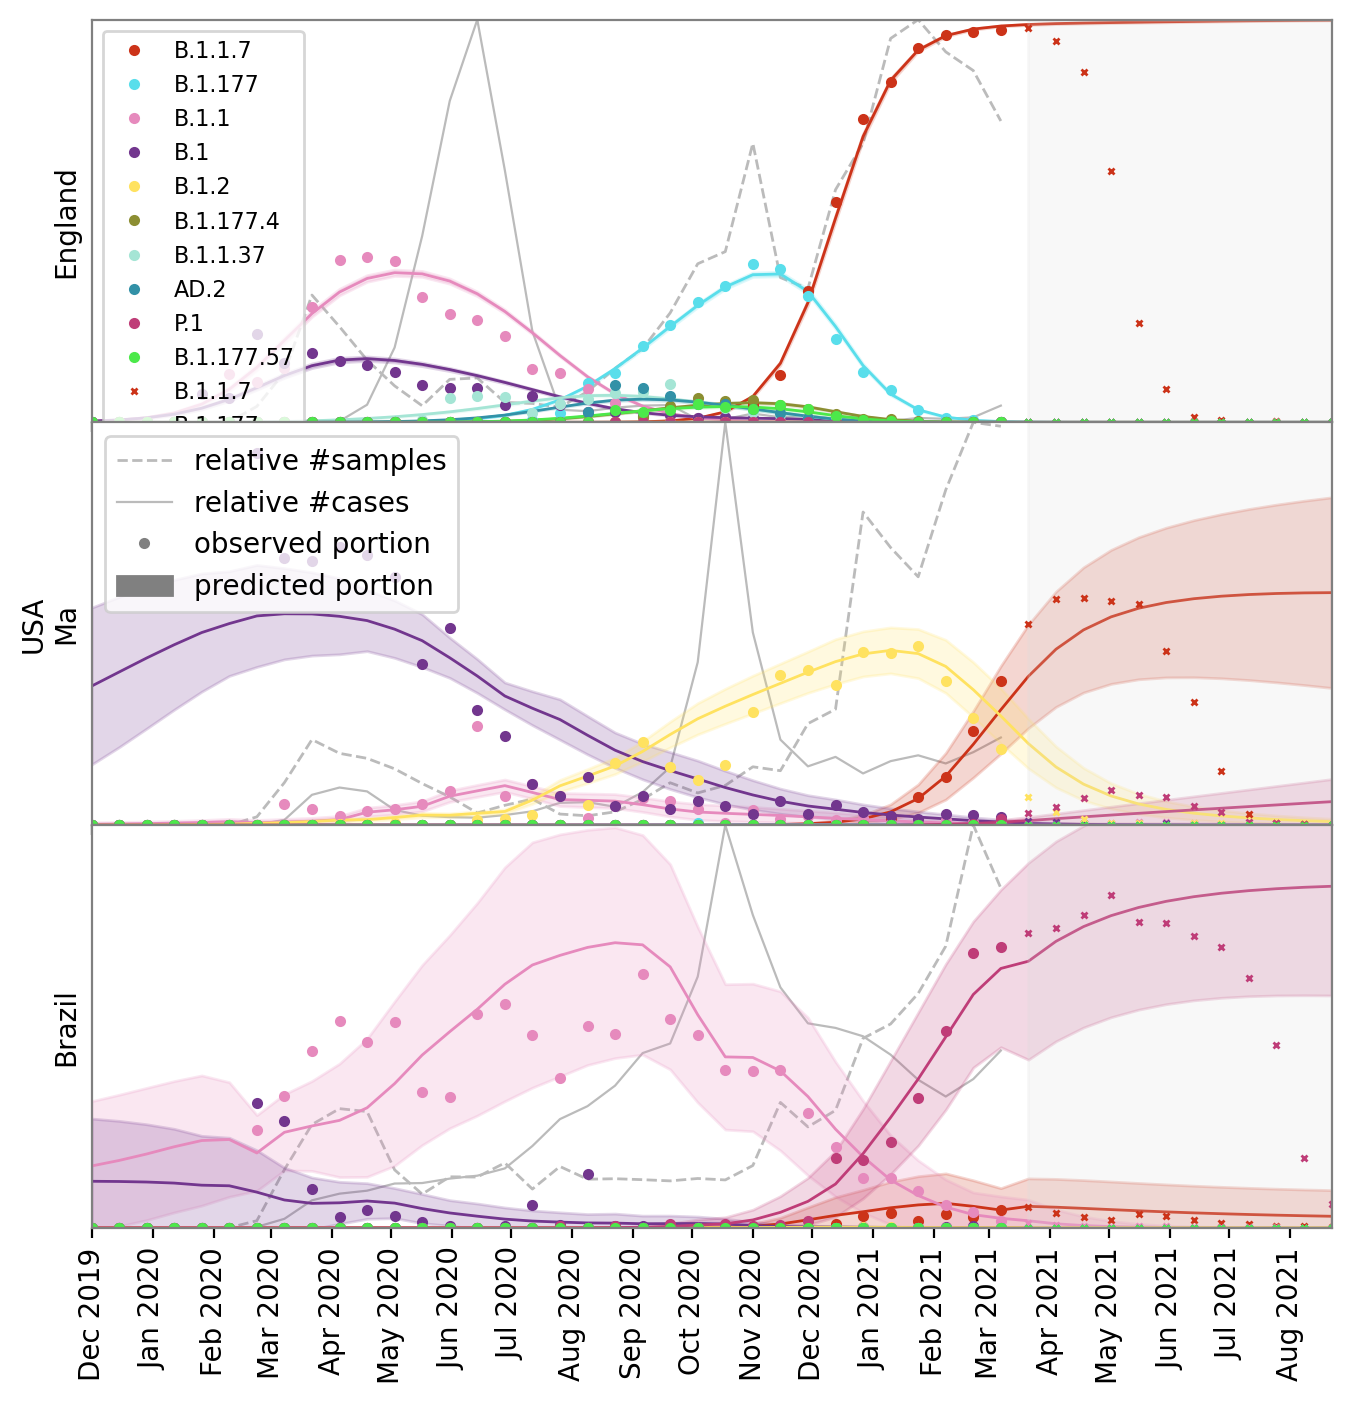 England
B.1.1.7
B.1.177
B.1.1
B.1
B.1.2
B.1.177.4
B.1.1.37
AD.2
P.1
B.1.177.57
B.1.1.7
B.1.177
USA
Ma
relative #samples
relative #cases
observed portion
predicted portion
Brazil
Dec 2019
Jan 2020
Feb 2020
Mar 2020
Apr 2020
May 2020
Jun 2020
Jul 2020
Aug 2020
Sep 2020
Oct 2020
Nov 2020
Dec 2020
Jan 2021
Feb 2021
Mar 2021
Apr 2021
May 2021
Jun 2021
Jul 2021
Aug 2021